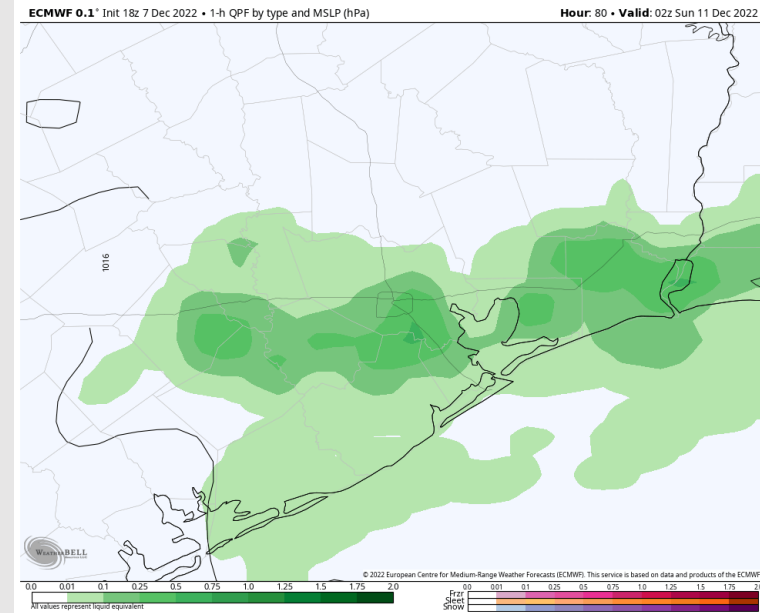 ECMWF 0.1° Init 18z 7 Dec 2022 • 1-h QPF by type and MSLP (hPa) Hour: 80 • Valid: 02z Sun 11 Dec 2022
1016
WEATHERBELL
© 2022 European Centre for Medium-Range Weather Forecasts (ECMWF). This service is based on data and products of the ECMWF
0.0 0.01 0.1 0.25 0.5 0.75 1.0 1.25 1.5 1.75 2.0
All values represent liquid equivalent
0.0 0.01 0.1 0.25 0.5 0.75 1.0 1.25 1.5 1.75 2.0
Frzr
Sleet
Snow